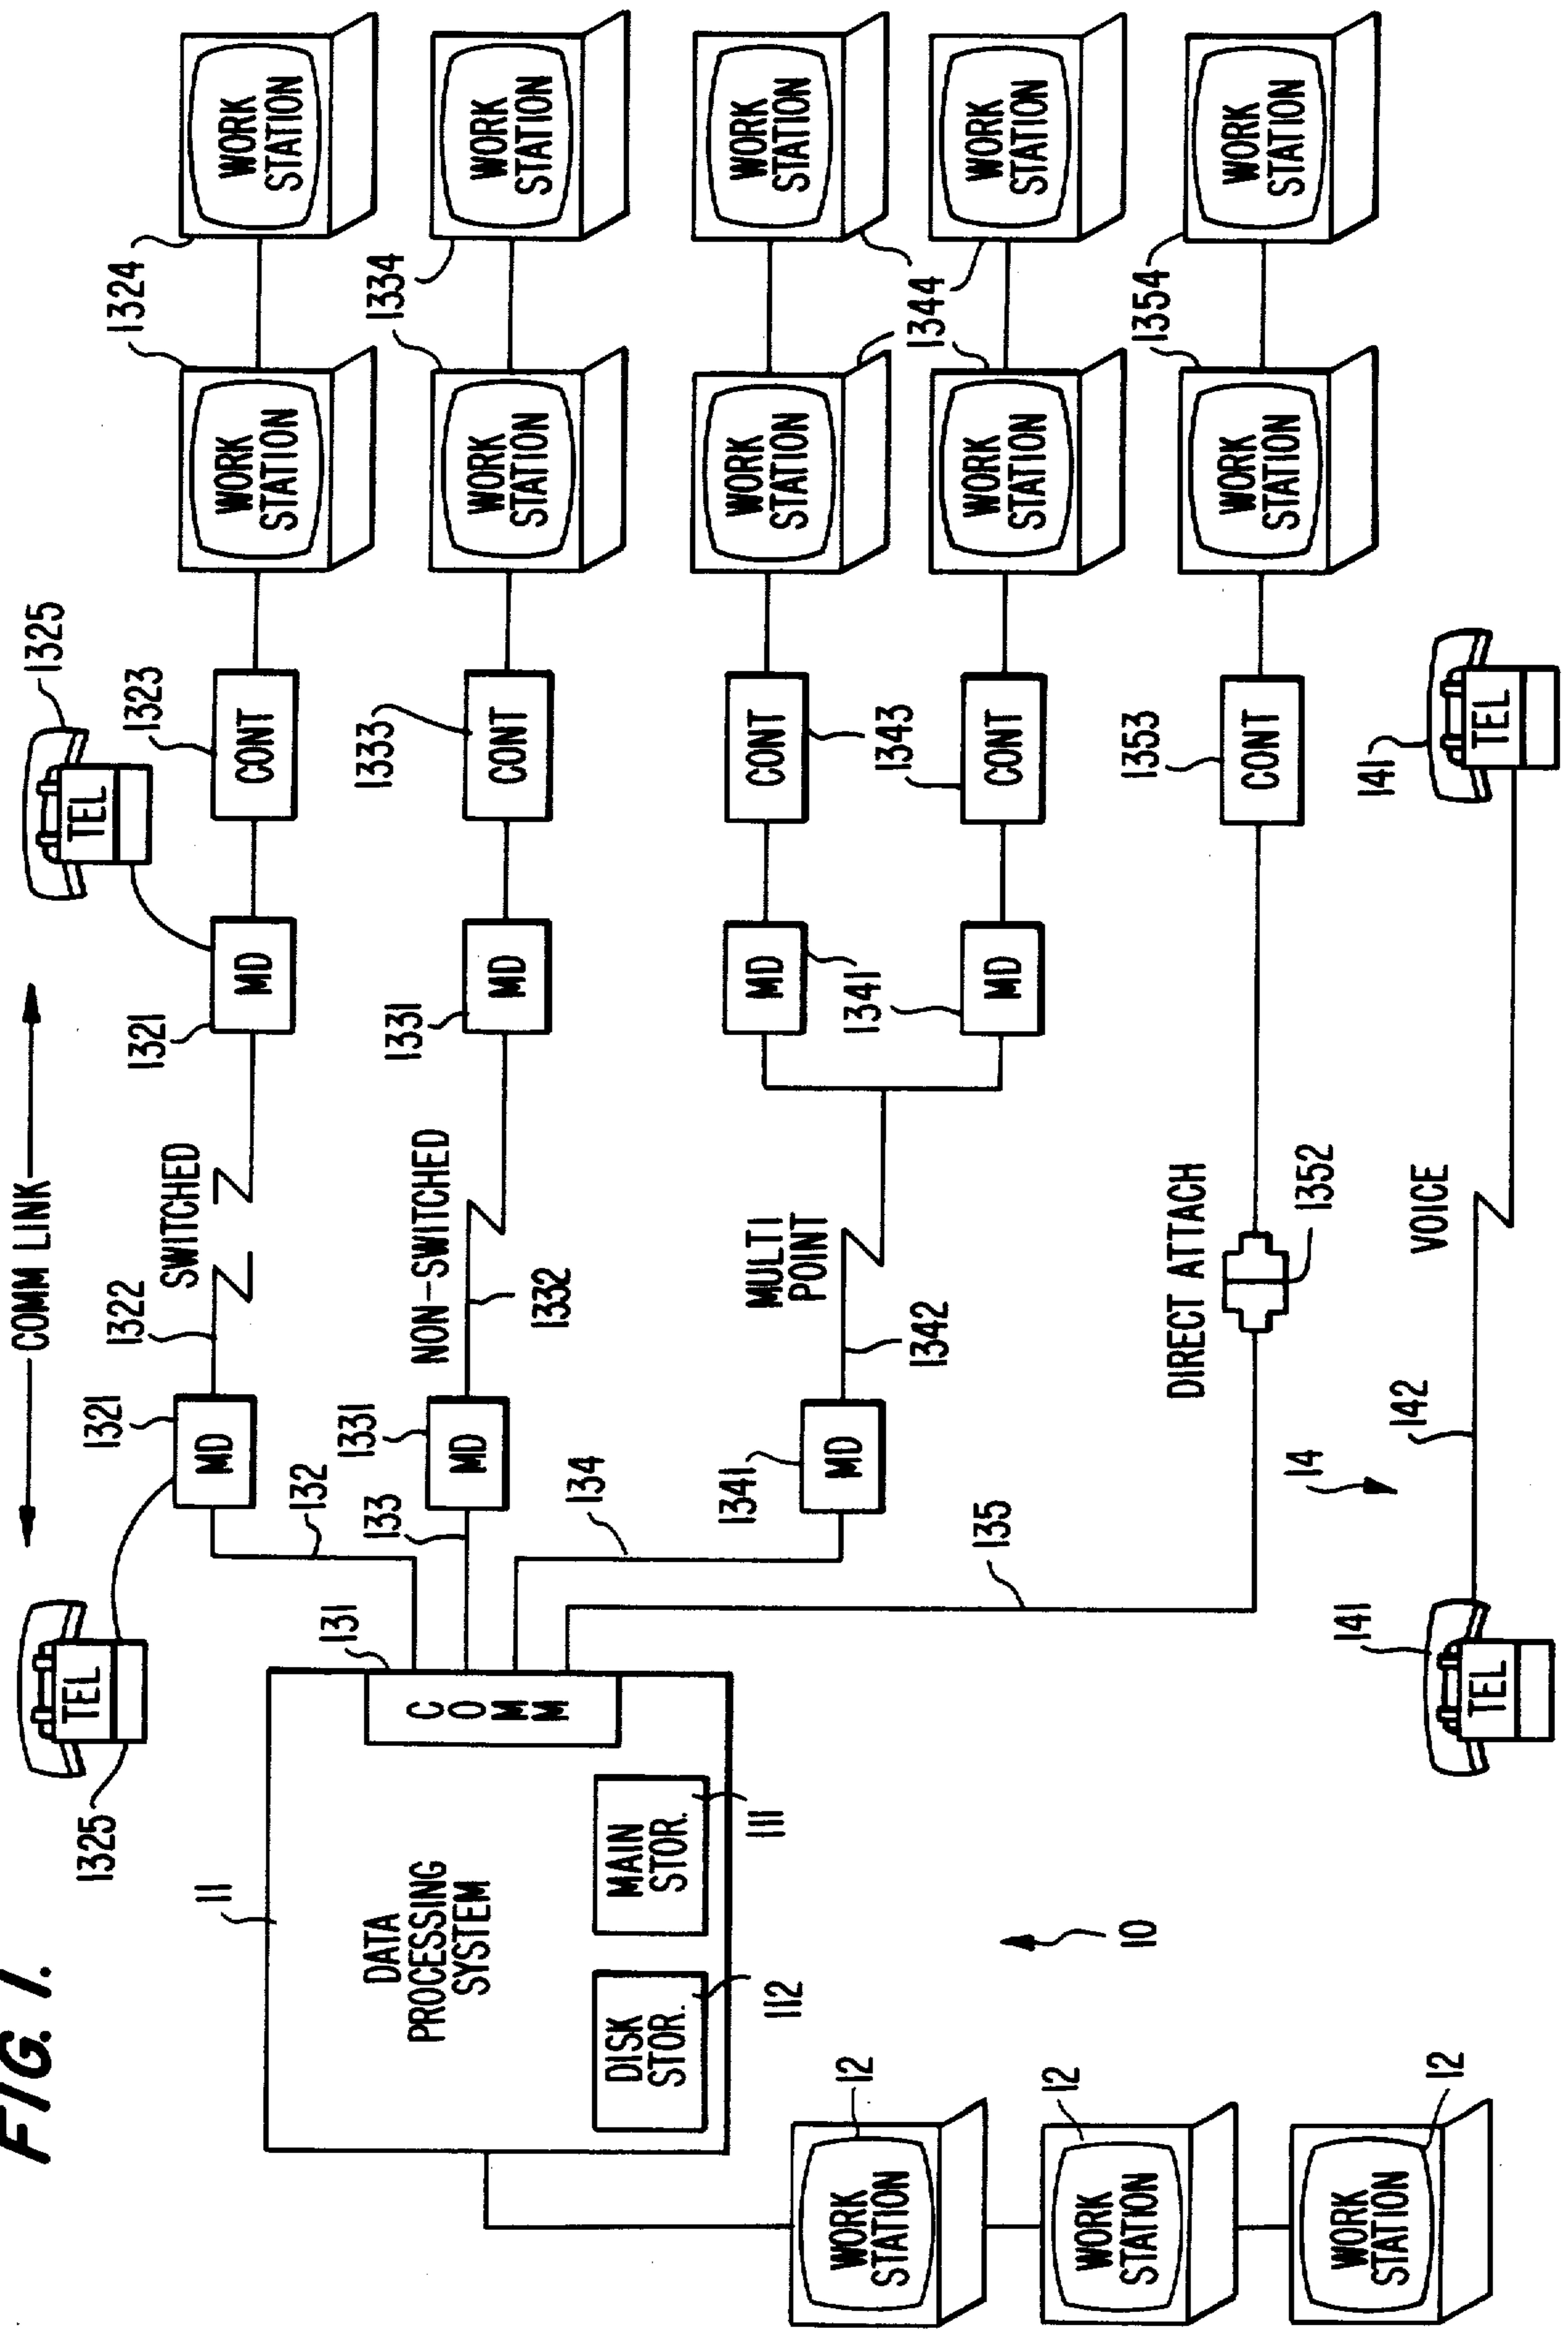 FIG. 1.
COMM LINK
1325
TEL
TEL
1325
1321
MD
1322
SWITCHED
1321
MD
1323
CONT
1324
WORK
STATION
WORK
STATION
132
133
1331
MD
NON-SWITCHED
1332
1331
MD
1333
CONT
1334
WORK
STATION
WORK
STATION
134
1341
MD
MULTI
POINT
1342
MD
1341
MD
CONT
1343
CONT
WORK
STATION
WORK
STATION
1344
WORK
STATION
WORK
STATION
135
DIRECT ATTACH
1352
1353
CONT
1354
WORK
STATION
WORK
STATION
11
DATA
PROCESSING
SYSTEM
131
COMM
DISK
STOR.
112
MAIN
STOR.
111
10
12
WORK
STATION
12
WORK
STATION
12
WORK
STATION
14
141
TEL
142
VOICE
141
TEL